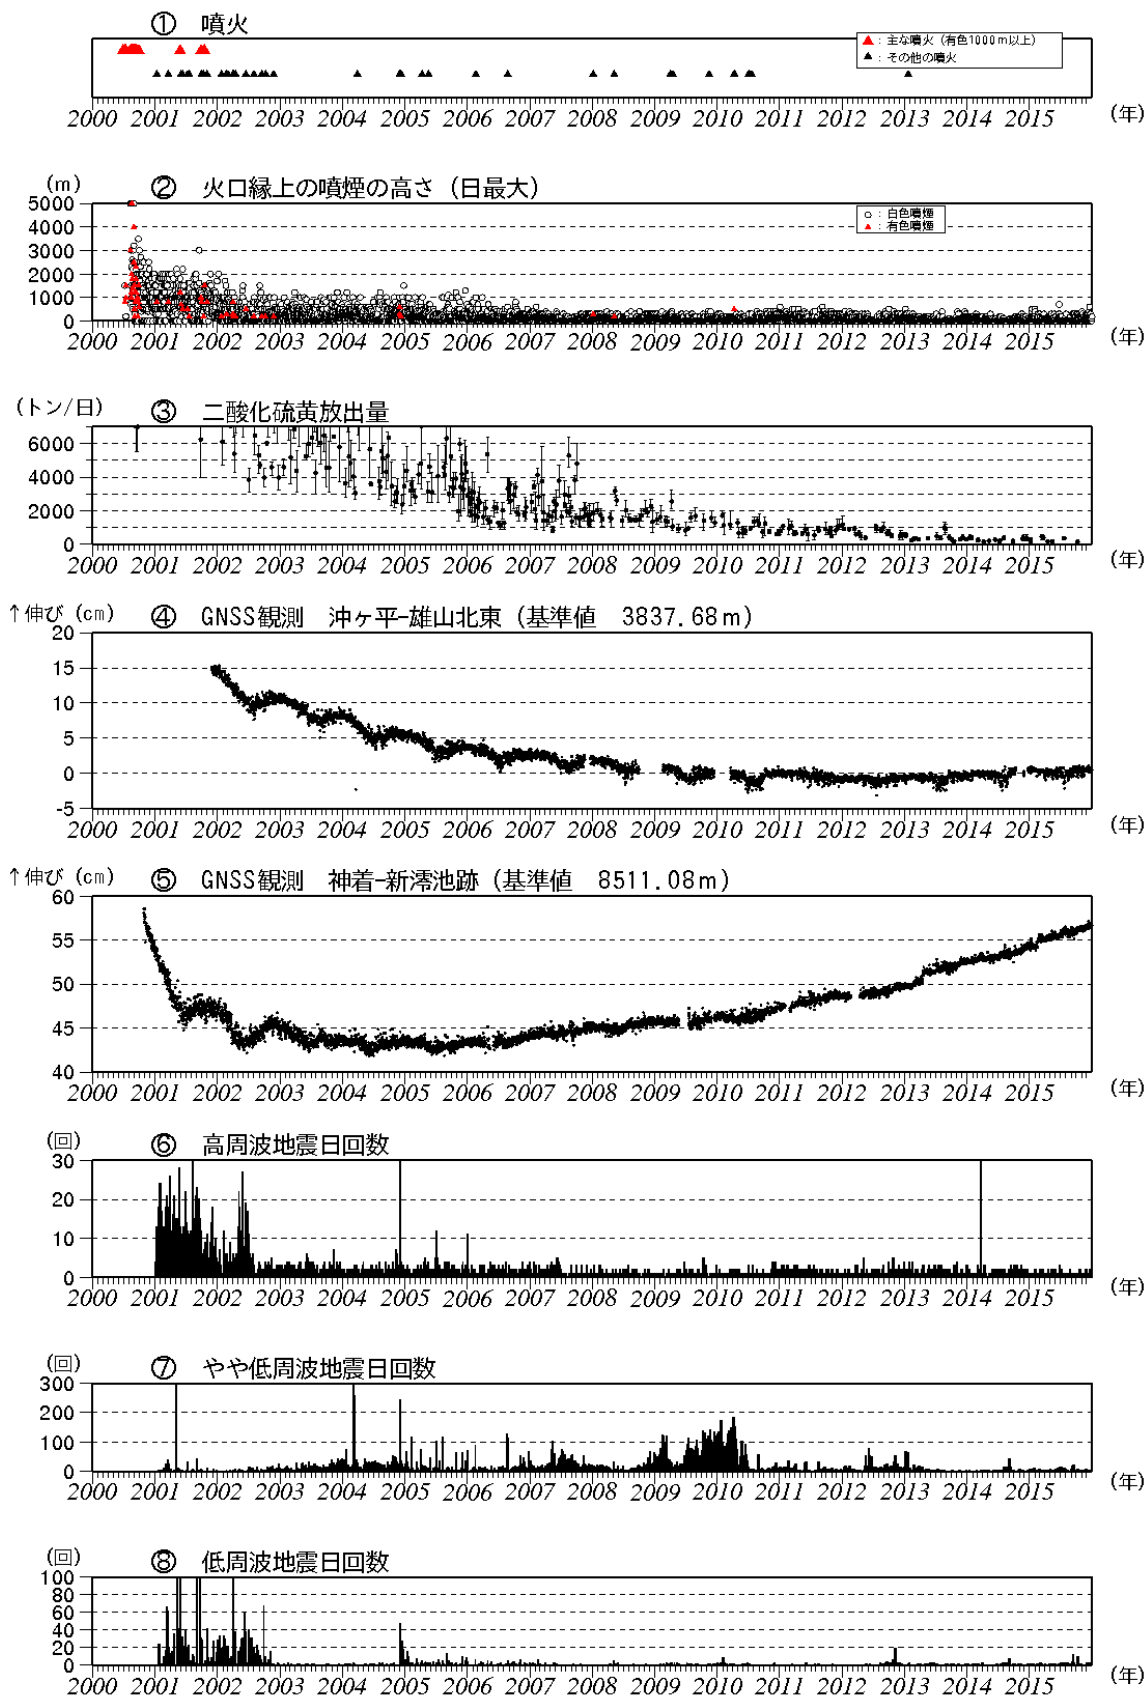 ① 噴火
▲：主な噴火（有色1000m以上）
▲：その他の噴火
2000 2001 2002 2003 2004 2005 2006 2007 2008 2009 2010 2011 2012 2013 2014 2015 （年）
(m) ② 火口縁上の噴煙の高さ（日最大）
5000
4000
3000
2000
1000
0
○：白色噴煙
▲：有色噴煙
2000 2001 2002 2003 2004 2005 2006 2007 2008 2009 2010 2011 2012 2013 2014 2015 （年）
(トン/日) ③ 二酸化硫黄放出量
6000
4000
2000
0
2000 2001 2002 2003 2004 2005 2006 2007 2008 2009 2010 2011 2012 2013 2014 2015 （年）
↑伸び (cm) ④ GNSS観測 沖ヶ平-雄山北東（基準値 3837.68m）
20
15
10
5
0
-5
2000 2001 2002 2003 2004 2005 2006 2007 2008 2009 2010 2011 2012 2013 2014 2015 （年）
↑伸び (cm) ⑤ GNSS観測 神着-新澪池跡（基準値 8511.08m）
60
55
50
45
40
2000 2001 2002 2003 2004 2005 2006 2007 2008 2009 2010 2011 2012 2013 2014 2015 （年）
(回) ⑥ 高周波地震日回数
30
20
10
0
2000 2001 2002 2003 2004 2005 2006 2007 2008 2009 2010 2011 2012 2013 2014 2015 （年）
(回) ⑦ やや低周波地震日回数
300
200
100
0
2000 2001 2002 2003 2004 2005 2006 2007 2008 2009 2010 2011 2012 2013 2014 2015 （年）
(回) ⑧ 低周波地震日回数
100
80
60
40
20
0
2000 2001 2002 2003 2004 2005 2006 2007 2008 2009 2010 2011 2012 2013 2014 2015 （年）